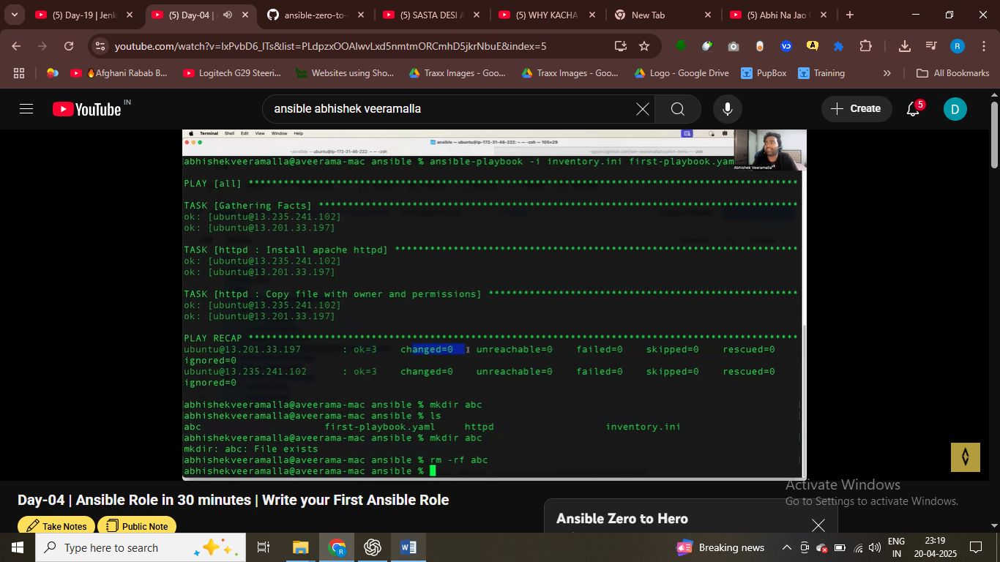 (5) Day-19 | Jenk
(5) Day-04 | A
ansible-zero-to-
(5) SASTA DESI A
(5) WHY KACHA
New Tab
(5) Abhi Na Jao C
youtube.com/watch?v=IxPvbD6_ITs&list=PLdpzxOOAlwvLxd5nmtmORCmhD5jkrNbuE&index=5
R
Afghani Rabab B...
Logitech G29 Steeri...
Websites using Sho...
Traxx Images - Goo...
Traxx Images - Goo...
Logo - Google Drive
PupBox
Training
All Bookmarks
YouTube IN
ansible abhishek veeramalla
Create
5
D
Terminal Shell Edit View Window Help
ansible — ubuntu@ip-172-31-46-222: ~ — -zsh — 105x29
~/ansible — ubuntu@ip-172-31-46-222: ~ — -zsh
abhishekveeramalla@aveerama-mac ansible % ansible-playbook -i inventory.ini first-playbook.yam
Abhishek Veeramalla
PLAY [all] **********************************************************************************************
TASK [Gathering Facts] **********************************************************************************
ok: [ubuntu@13.235.241.102]
ok: [ubuntu@13.201.33.197]
TASK [httpd : Install apache httpd] *********************************************************************
ok: [ubuntu@13.235.241.102]
ok: [ubuntu@13.201.33.197]
TASK [httpd : Copy file with owner and permissions] *****************************************************
ok: [ubuntu@13.235.241.102]
ok: [ubuntu@13.201.33.197]
PLAY RECAP **********************************************************************************************
ubuntu@13.201.33.197 : ok=3 changed=0 unreachable=0 failed=0 skipped=0 rescued=0
ignored=0
ubuntu@13.235.241.102 : ok=3 changed=0 unreachable=0 failed=0 skipped=0 rescued=0
ignored=0
abhishekveeramalla@aveerama-mac ansible % mkdir abc
abhishekveeramalla@aveerama-mac ansible % ls
abc first-playbook.yaml httpd inventory.ini
abhishekveeramalla@aveerama-mac ansible % mkdir abc
mkdir: abc: File exists
abhishekveeramalla@aveerama-mac ansible % rm -rf abc
abhishekveeramalla@aveerama-mac ansible %
Day-04 | Ansible Role in 30 minutes | Write your First Ansible Role
Take Notes
Public Note
Ansible Zero to Hero
Activate Windows
Go to Settings to activate Windows.
Type here to search
Breaking news
ENG
IN
23:19
20-04-2025